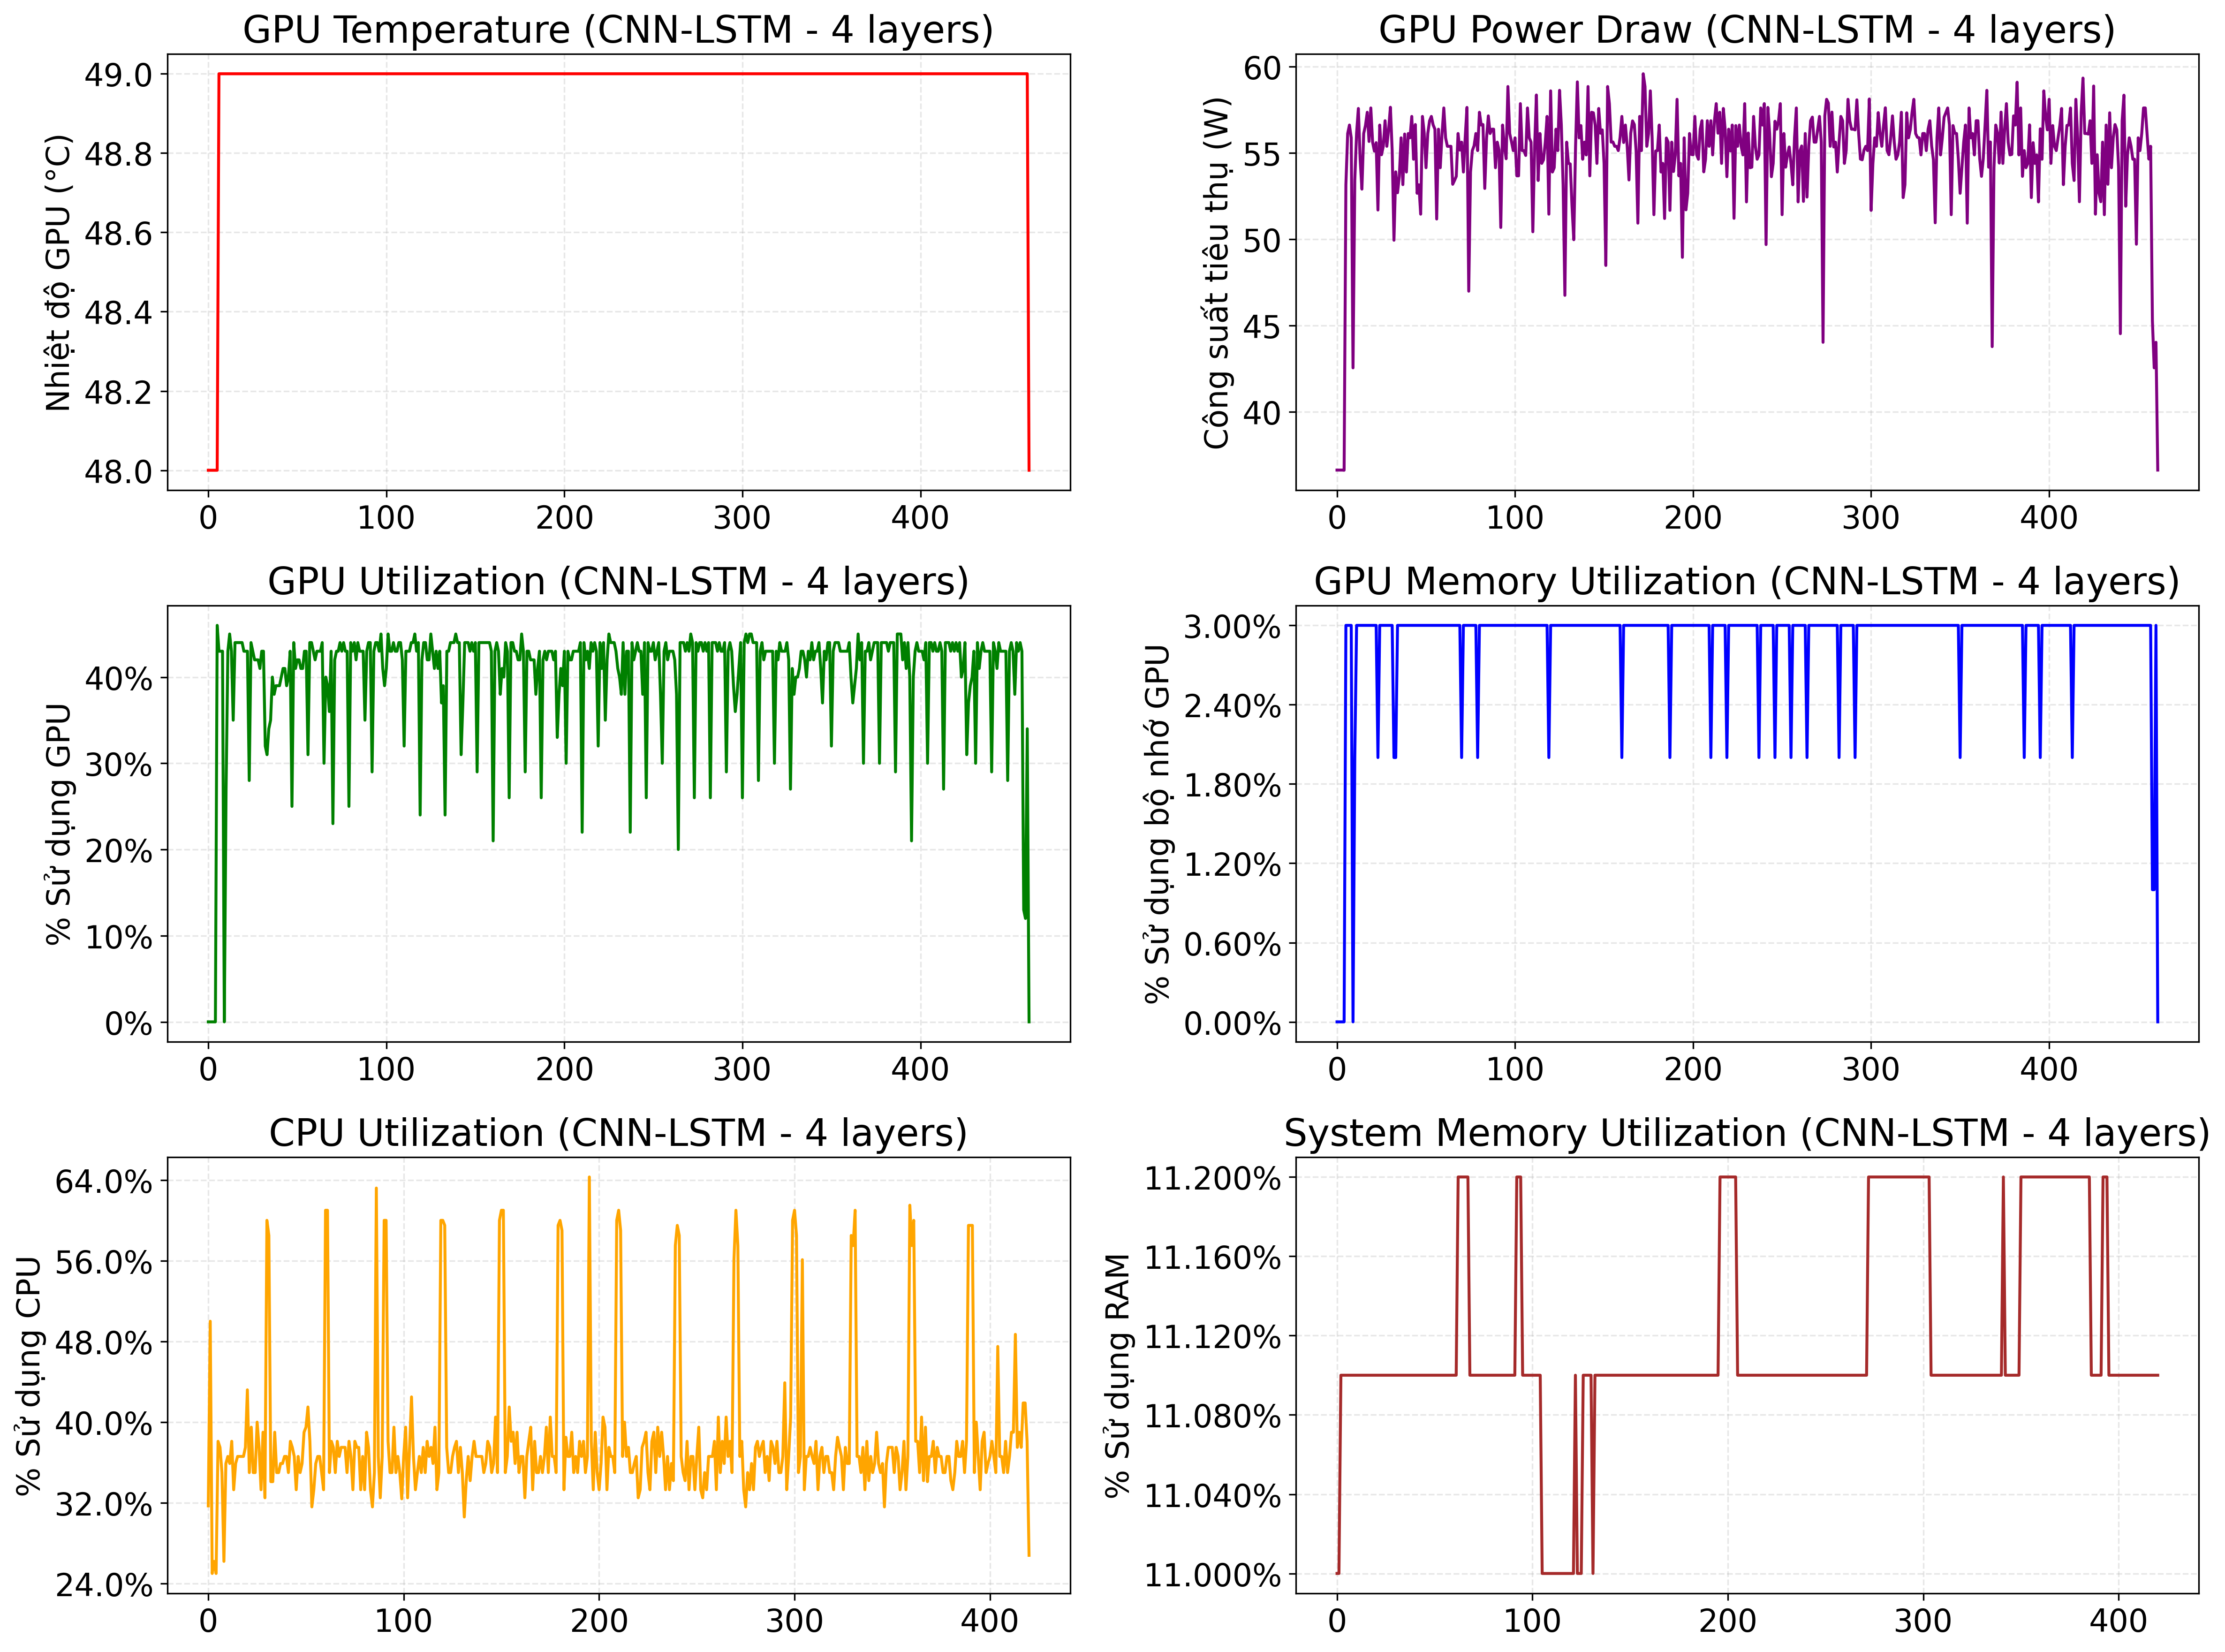 GPU Temperature (CNN-LSTM - 4 layers)
Nhiệt độ GPU (°C)
49.0
48.8
48.6
48.4
48.2
48.0
0 100 200 300 400
GPU Power Draw (CNN-LSTM - 4 layers)
Công suất tiêu thụ (W)
60
55
50
45
40
0 100 200 300 400
GPU Utilization (CNN-LSTM - 4 layers)
% Sử dụng GPU
40%
30%
20%
10%
0%
0 100 200 300 400
GPU Memory Utilization (CNN-LSTM - 4 layers)
% Sử dụng bộ nhớ GPU
3.00%
2.40%
1.80%
1.20%
0.60%
0.00%
0 100 200 300 400
CPU Utilization (CNN-LSTM - 4 layers)
% Sử dụng CPU
64.0%
56.0%
48.0%
40.0%
32.0%
24.0%
0 100 200 300 400
System Memory Utilization (CNN-LSTM - 4 layers)
% Sử dụng RAM
11.200%
11.160%
11.120%
11.080%
11.040%
11.000%
0 100 200 300 400